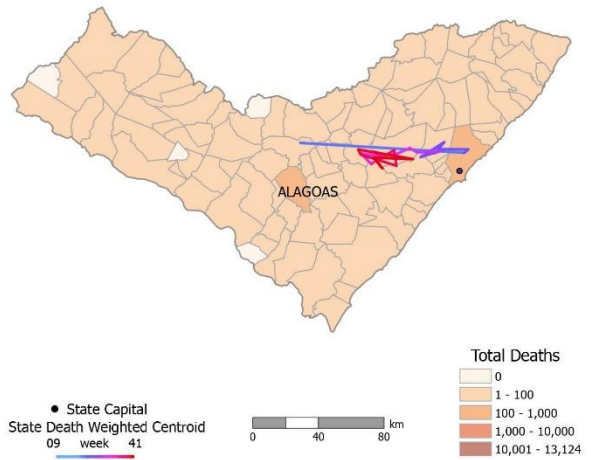 ALAGOAS
State Capital
State Death Weighted Centroid
09 week 41
km
0 40 80
Total Deaths
0
1 - 100
100 - 1,000
1,000 - 10,000
10,001 - 13,124